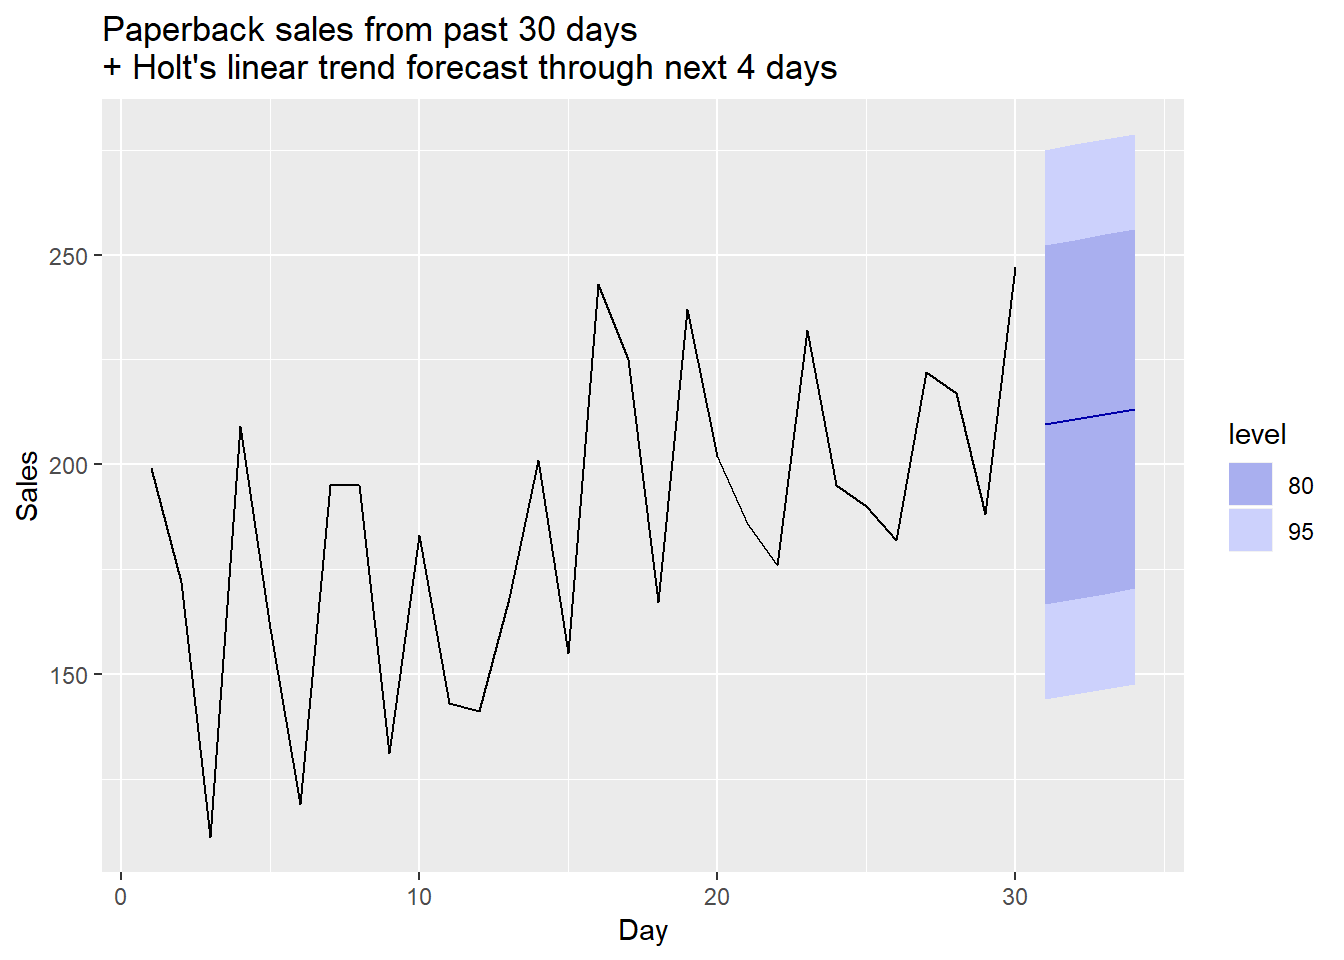 Paperback sales from past 30 days
+ Holt's linear trend forecast through next 4 days
Sales
250
200
150
0
10
20
30
Day
level
80
95